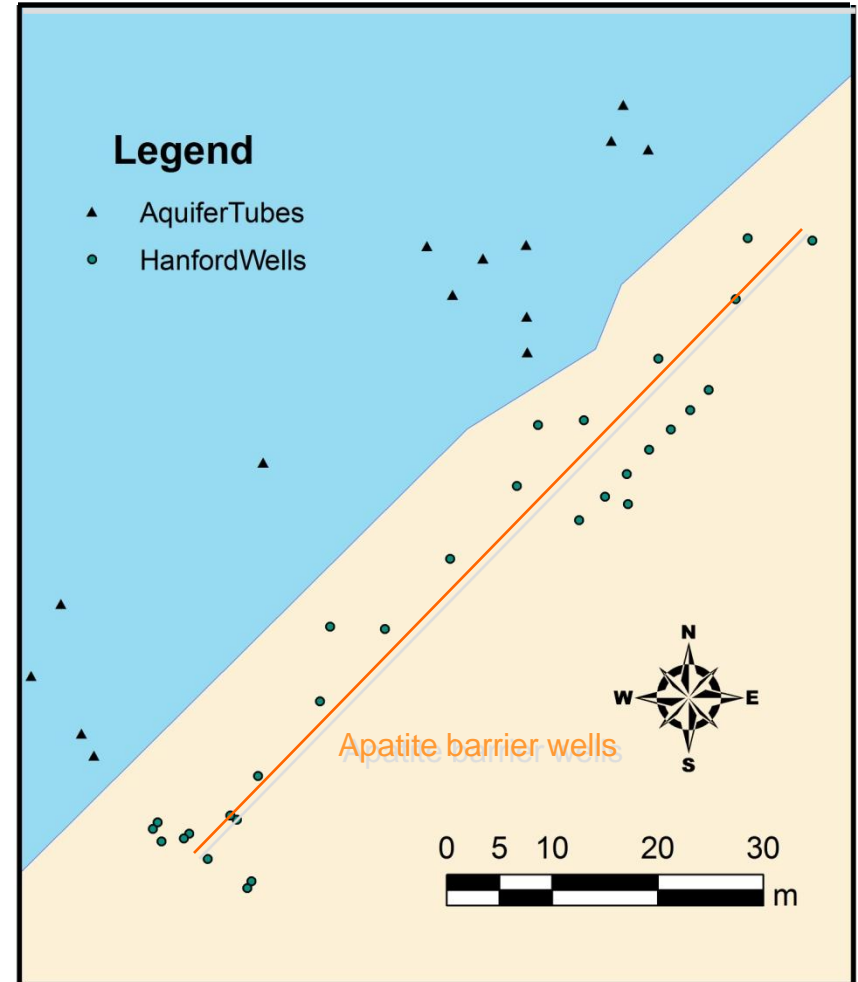 Legend
AquiferTubes
HanfordWells
N
W E
S
Apatite barrier wells
0 5 10 20 30
m